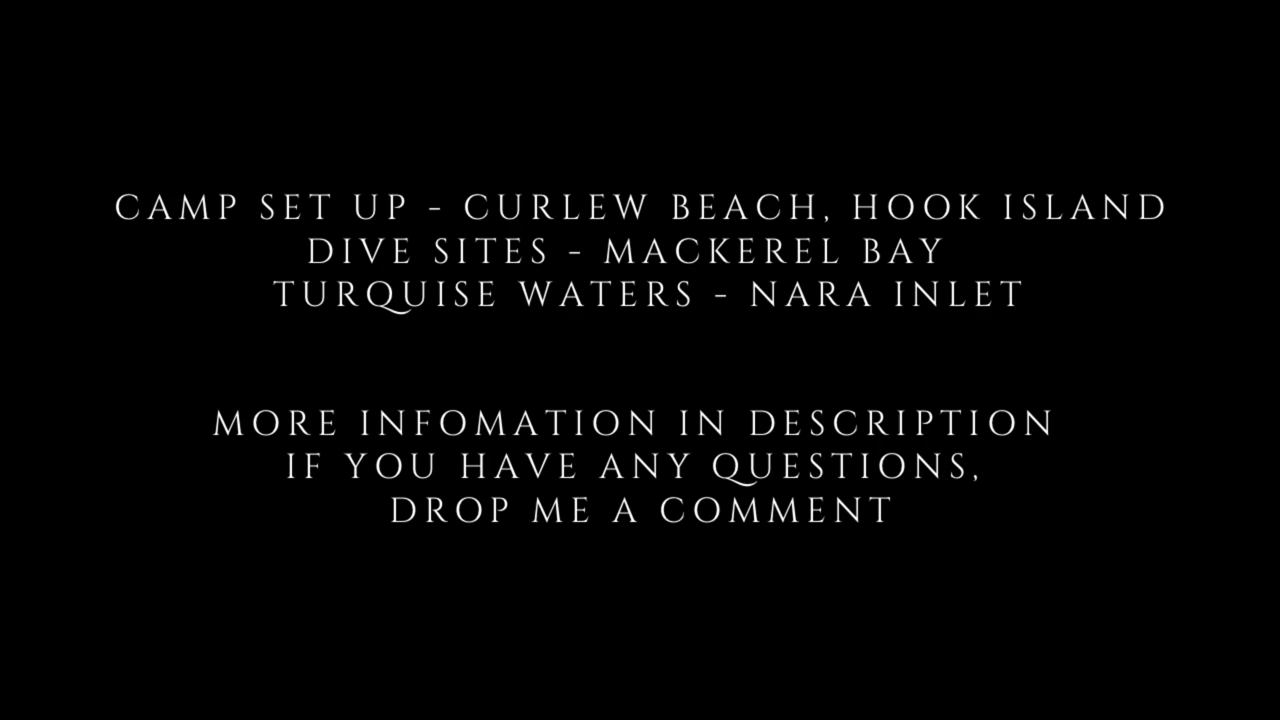 CAMP SET UP - CURLEW BEACH, HOOK ISLAND
DIVE SITES - MACKEREL BAY
TURQUISE WATERS - NARA INLET
MORE INFOMATION IN DESCRIPTION
IF YOU HAVE ANY QUESTIONS,
DROP ME A COMMENT